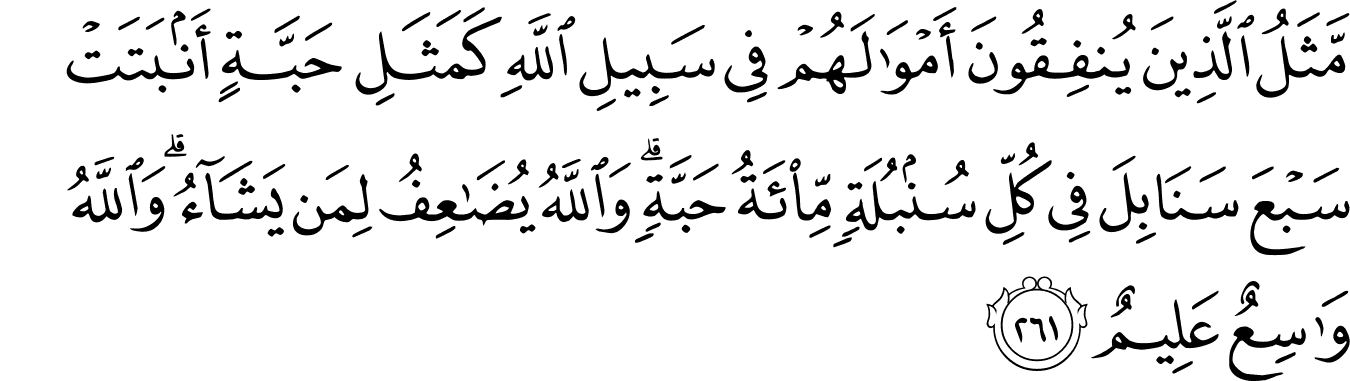 مَّثَلُ ٱلَّذِينَ يُنفِقُونَ أَمۡوَٰلَهُمۡ فِي سَبِيلِ ٱللَّهِ كَمَثَلِ حَبَّةٍ أَنۢبَتَتۡ
سَبۡعَ سَنَابِلَ فِي كُلِّ سُنۢبُلَةٖ مِّاْئَةُ حَبَّةٖۗ وَٱللَّهُ يُضَٰعِفُ لِمَن يَشَآءُۗ وَٱللَّهُ
وَٰسِعٌ عَلِيمٌ ٢٦١